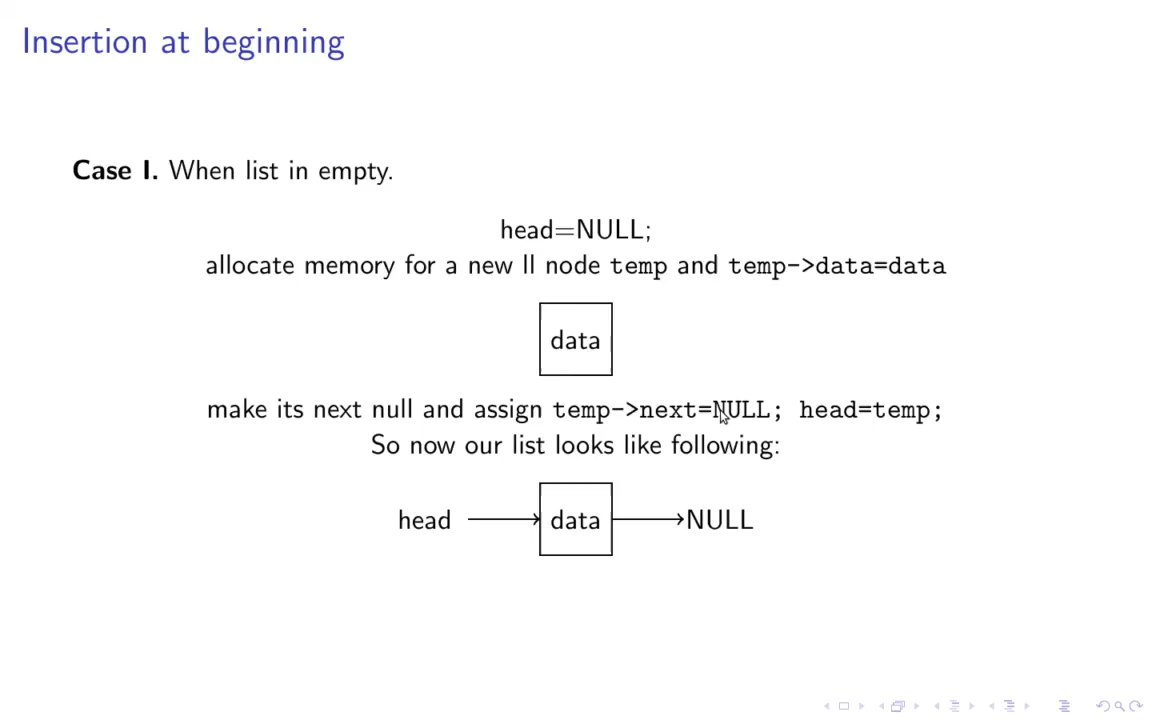 Insertion at beginning
Case I. When list in empty.
head=NULL;
allocate memory for a new ll node temp and temp->data=data
data
make its next null and assign temp->next=NULL; head=temp;
So now our list looks like following:
head data NULL